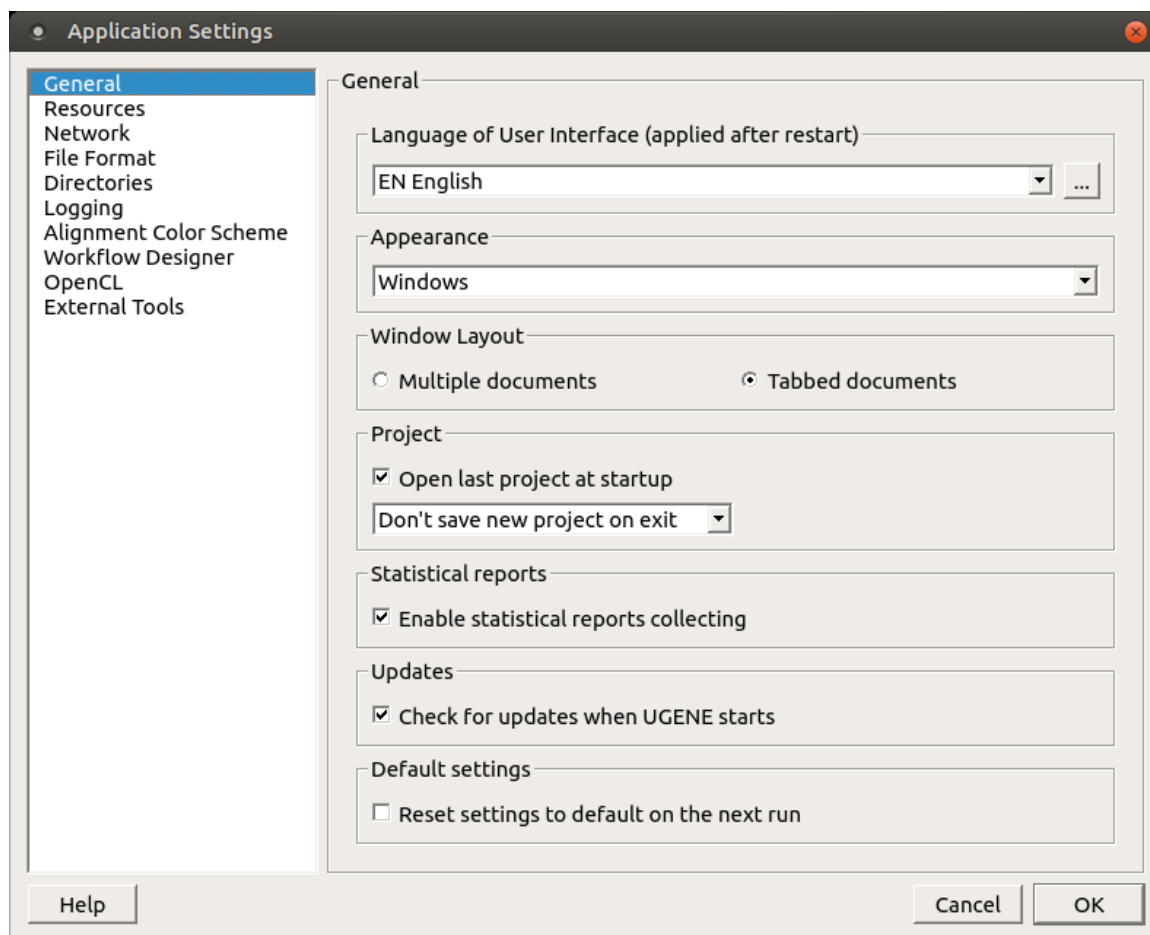 Application Settings
General
Resources
Network
File Format
Directories
Logging
Alignment Color Scheme
Workflow Designer
OpenCL
External Tools
General
Language of User Interface (applied after restart)
EN English
...
Appearance
Windows
Window Layout
Multiple documents
Tabbed documents
Project
Open last project at startup
Don't save new project on exit
Statistical reports
Enable statistical reports collecting
Updates
Check for updates when UGENE starts
Default settings
Reset settings to default on the next run
Help
Cancel
OK